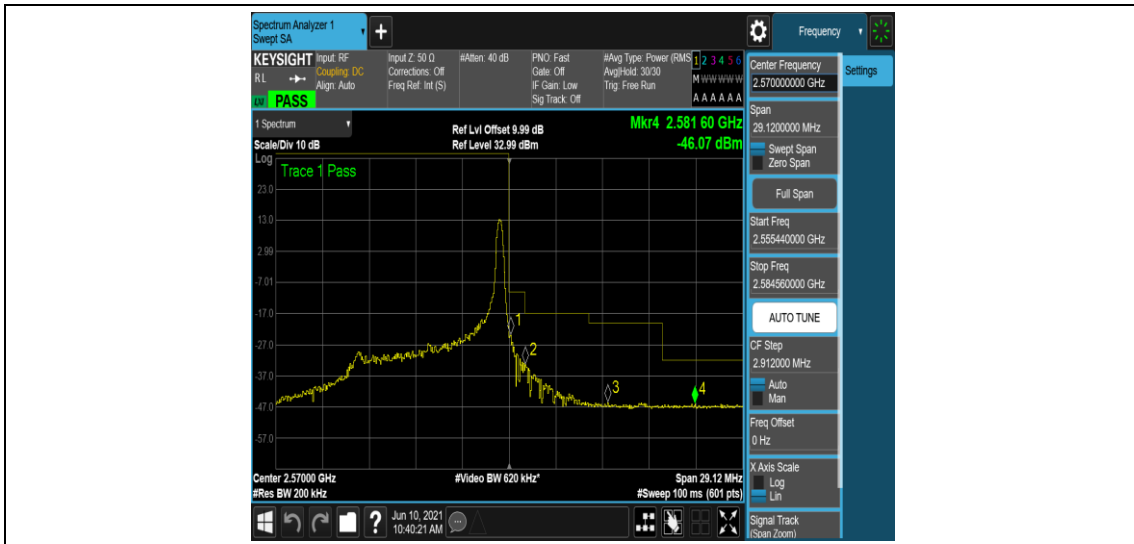 Spectrum Analyzer 1
Swept SA
+
Frequency
KEYSIGHT
RL
Input: RF
Coupling: DC
Align: Auto
Input Z: 50 Ω
Corrections: Off
Freq Ref: Int (S)
#Atten: 40 dB
PNO: Fast
Gate: Off
IF Gain: Low
Sig Track: Off
#Avg Type: Power (RMS
Avg|Hold: 30/30
Trig: Free Run
1 2 3 4 5 6
M W W W W W
A A A A A A
LXI
PASS
1 Spectrum
Scale/Div 10 dB
Ref Lvl Offset 9.99 dB
Ref Level 32.99 dBm
Mkr4 2.581 60 GHz
-46.07 dBm
Log
Trace 1 Pass
23.0
13.0
2.99
-7.01
-17.0
-27.0
-37.0
-47.0
-57.0
1
2
3
4
Center 2.57000 GHz
#Res BW 200 kHz
#Video BW 620 kHz*
Span 29.12 MHz
#Sweep 100 ms (601 pts)
Jun 10, 2021
10:40:21 AM
?
Center Frequency
2.570000000 GHz
Settings
Span
29.1200000 MHz
Swept Span
Zero Span
Full Span
Start Freq
2.555440000 GHz
Stop Freq
2.584560000 GHz
AUTO TUNE
CF Step
2.912000 MHz
Auto
Man
Freq Offset
0 Hz
X Axis Scale
Log
Lin
Signal Track
(Span Zoom)